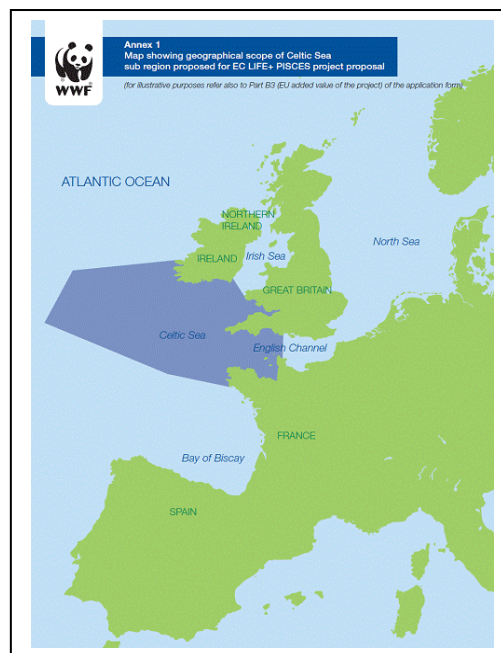 Annex 1
Map showing geographical scope of Celtic Sea
sub region proposed for EC LIFE+ PISCES project proposal
WWF
(for illustrative purposes refer also to Part B3 (EU added value of the project) of the application form)
ATLANTIC OCEAN
NORTHERN
IRELAND
North Sea
IRELAND
Irish Sea
GREAT BRITAIN
Celtic Sea
English Channel
FRANCE
Bay of Biscay
SPAIN